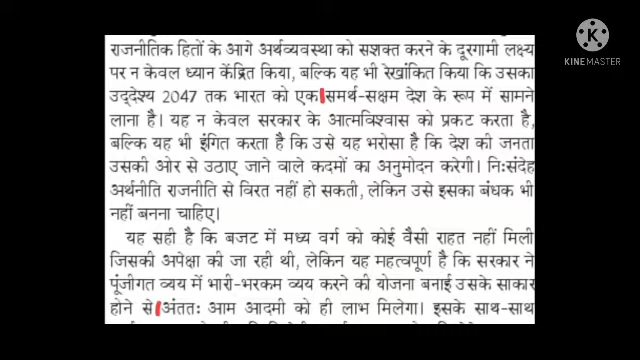 राजनीतिक हितों के आगे अर्थव्यवस्था को सशक्त करने के दूरगामी लक्ष्य
पर न केवल ध्यान केंद्रित किया, बल्कि यह भी रेखांकित किया कि उसका
उद्देश्य 2047 तक भारत को एक समर्थ-सक्षम देश के रूप में सामने
लाना है। यह न केवल सरकार के आत्मविश्वास को प्रकट करता है,
बल्कि यह भी इंगित करता है कि उसे यह भरोसा है कि देश की जनता
उसकी ओर से उठाए जाने वाले कदमों का अनुमोदन करेगी। निःसंदेह
अर्थनीति राजनीति से विरत नहीं हो सकती, लेकिन उसे इसका बंधक भी
नहीं बनना चाहिए।
यह सही है कि बजट में मध्य वर्ग को कोई वैसी राहत नहीं मिली
जिसकी अपेक्षा की जा रही थी, लेकिन यह महत्वपूर्ण है कि सरकार ने
पूंजीगत व्यय में भारी-भरकम व्यय करने की योजना बनाई उसके साकार
होने से अंततः आम आदमी को ही लाभ मिलेगा। इसके साथ-साथ
KINEMASTER